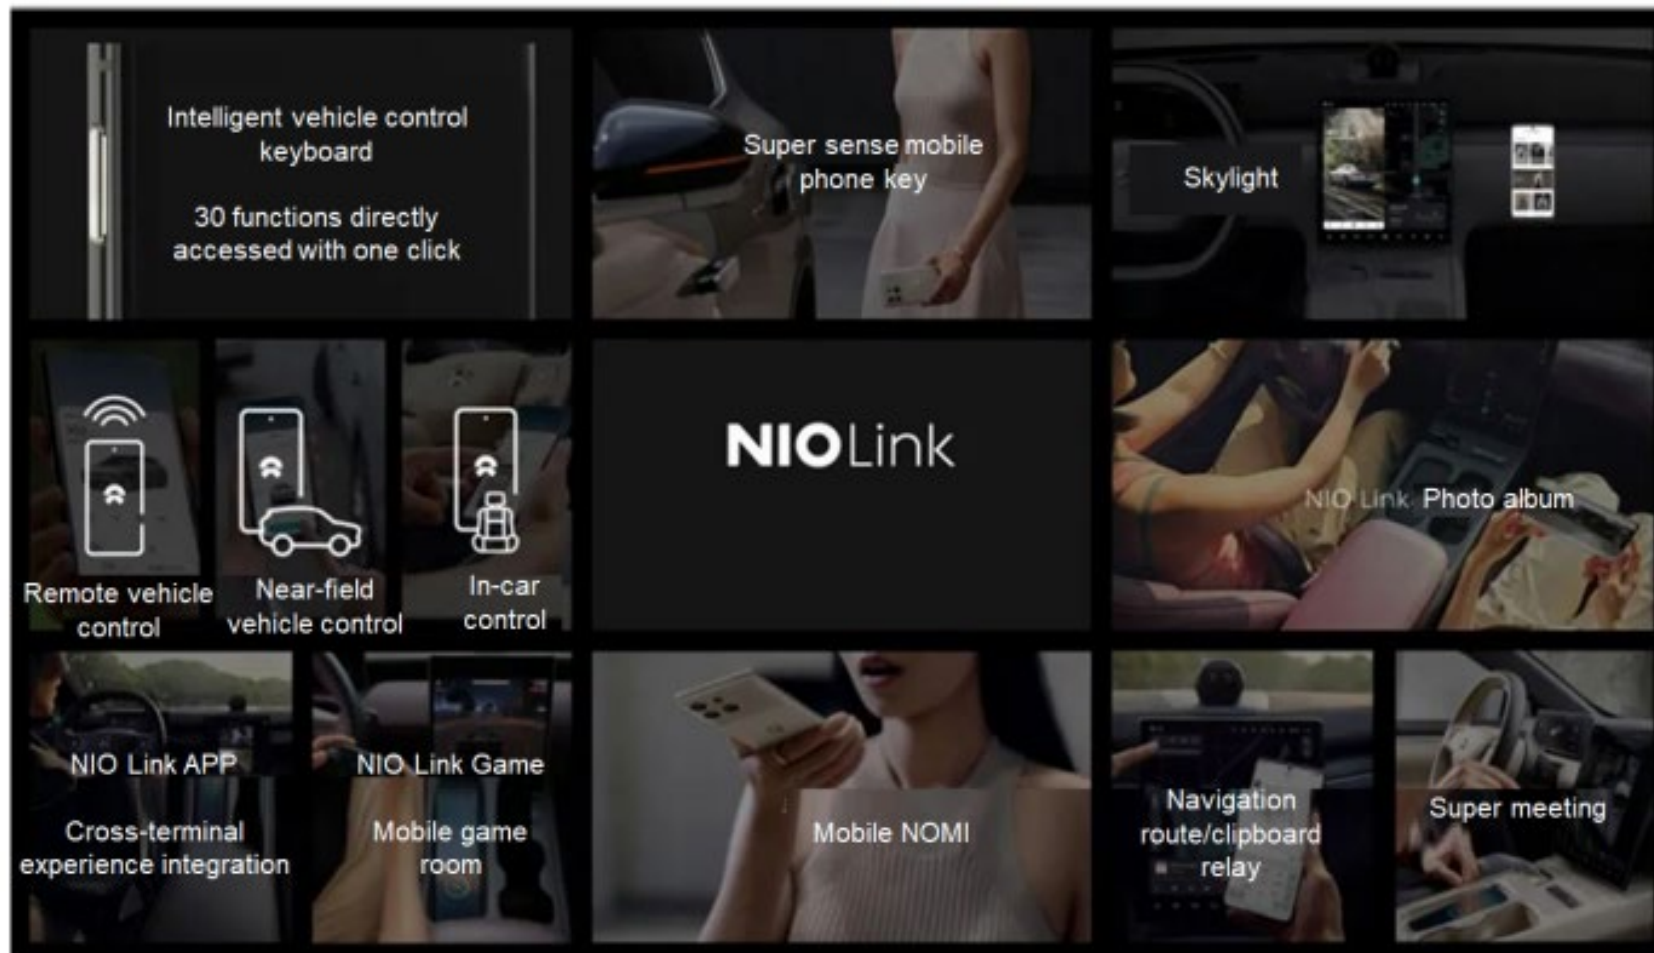 Intelligent vehicle control
keyboard
30 functions directly
accessed with one click
Super sense mobile
phone key
Skylight
Remote vehicle
control
Near-field
vehicle control
In-car
control
NIO Link
NIO Link Photo album
NIO Link APP
Cross-terminal
experience integration
NIO Link Game
Mobile game
room
Mobile NOMI
Navigation
route/clipboard
relay
Super meeting